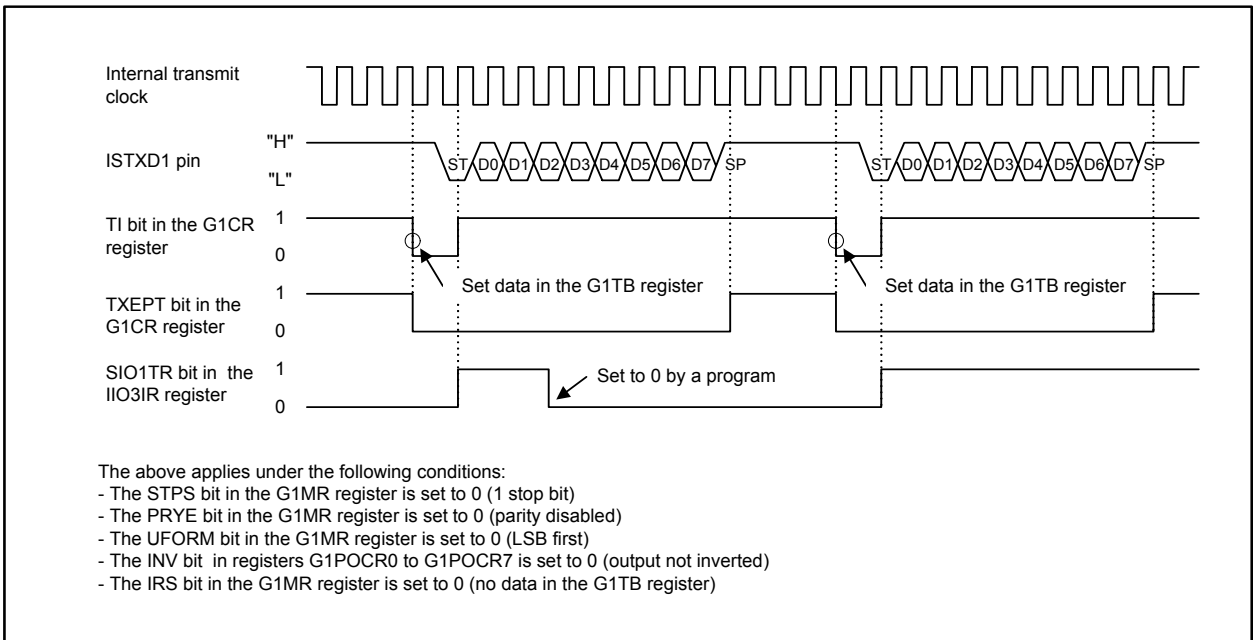 Internal transmit
clock
"H"
ISTXD1 pin
"L"
ST D0 D1 D2 D3 D4 D5 D6 D7 SP
ST D0 D1 D2 D3 D4 D5 D6 D7 SP
TI bit in the G1CR
register
1
0
Set data in the G1TB register
Set data in the G1TB register
TXEPT bit in the
G1CR register
1
0
SIO1TR bit in the
IIO3IR register
1
0
Set to 0 by a program
The above applies under the following conditions:
- The STPS bit in the G1MR register is set to 0 (1 stop bit)
- The PRYE bit in the G1MR register is set to 0 (parity disabled)
- The UFORM bit in the G1MR register is set to 0 (LSB first)
- The INV bit in registers G1POCR0 to G1POCR7 is set to 0 (output not inverted)
- The IRS bit in the G1MR register is set to 0 (no data in the G1TB register)